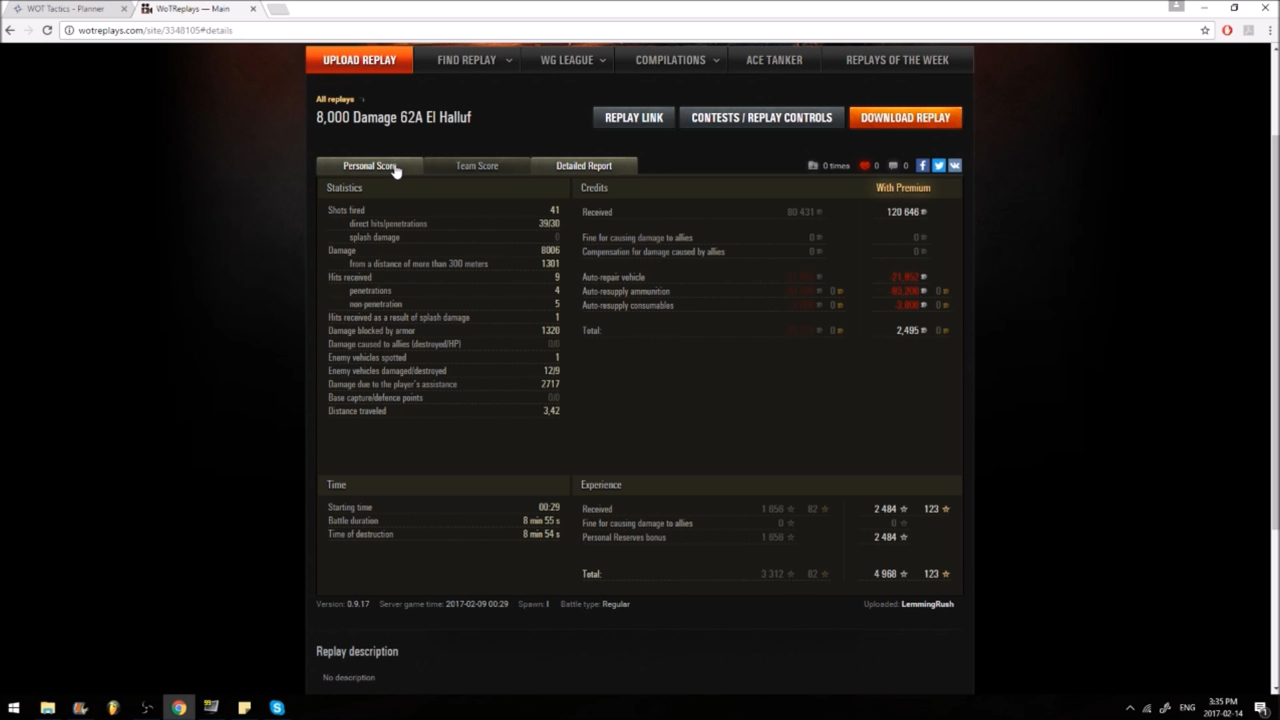 WOT Tactics - Planner
WoTReplays — Main
wotreplays.com/site/3348105#details
UPLOAD REPLAY FIND REPLAY WG LEAGUE COMPILATIONS ACE TANKER REPLAYS OF THE WEEK
All replays
8,000 Damage 62A El Halluf
REPLAY LINK CONTESTS / REPLAY CONTROLS DOWNLOAD REPLAY
Personal Score Team Score Detailed Report 0 times 0 0
Statistics Credits With Premium
Shots fired 41
direct hits/penetrations 39/30
splash damage 0
Damage 8006
from a distance of more than 300 meters 1301
Hits received 9
penetrations 4
non-penetration 5
Hits received as a result of splash damage 1
Damage blocked by armor 1320
Damage caused to allies (destroyed/HP) 0/0
Enemy vehicles spotted 1
Enemy vehicles damaged/destroyed 12/9
Damage due to the player's assistance 2717
Base capture/defence points 0/0
Distance traveled 3,42
Received 80 431 120 646
Fine for causing damage to allies 0 0
Compensation for damage caused by allies 0 0
Auto-repair vehicle
Auto-resupply ammunition 0 0
Auto-resupply consumables 0 0
Total: 0 2,495 0
Time
Starting time 00:29
Battle duration 8 min 55 s
Time of destruction 8 min 54 s
Experience
Received 1 656 82 2 484 123
Fine for causing damage to allies 0 0
Personal Reserves bonus 1 656 2 484
Total: 3 312 82 4 968 123
Version: 0.9.17 Server game time: 2017-02-09 00:29 Spawn: I Battle type: Regular Uploaded: LemmingRush
Replay description
No description
ENG
3:35 PM
2017-02-14